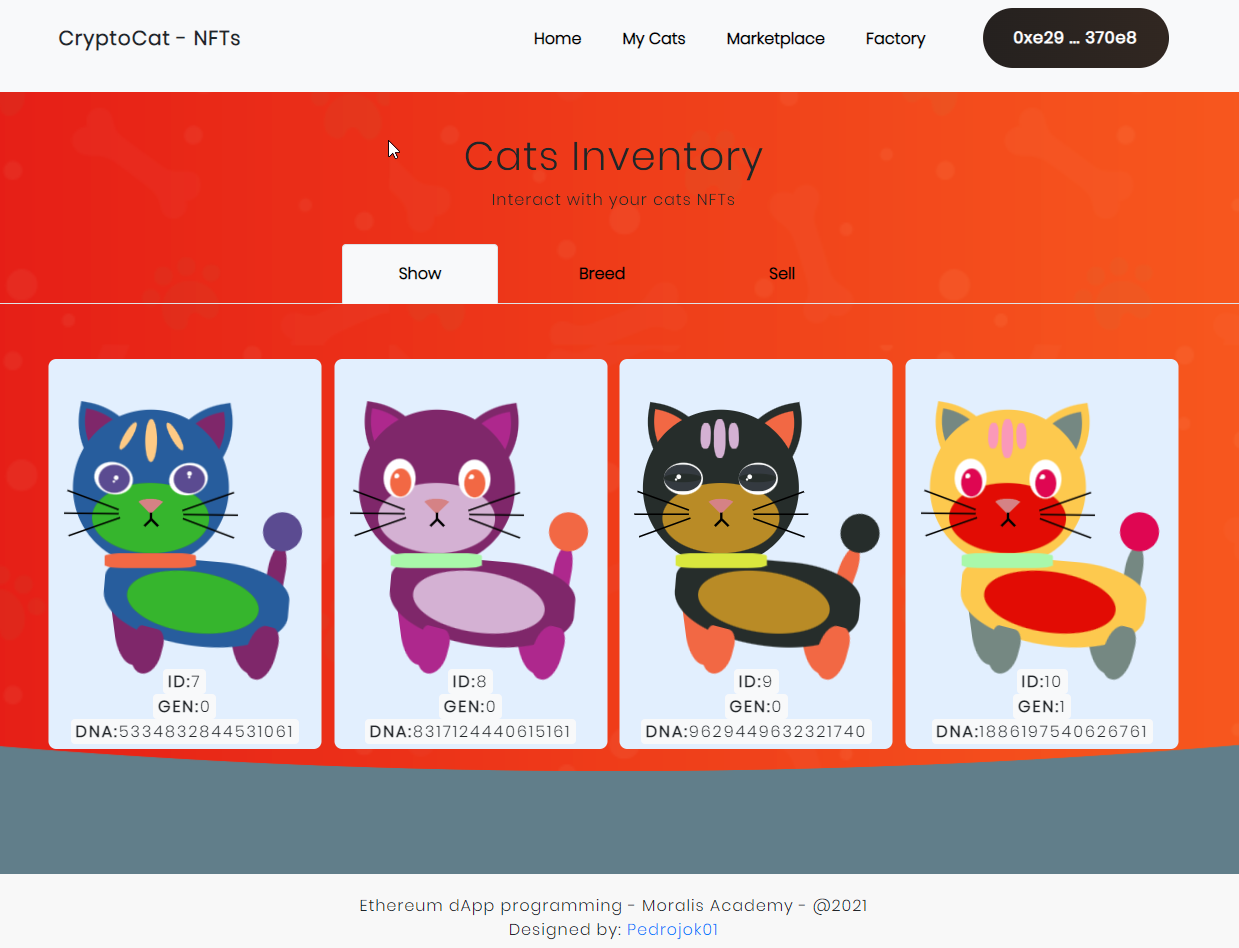 CryptoCat - NFTs
Home My Cats Marketplace Factory 0xe29 ... 370e8
Cats Inventory
Interact with your cats NFTs
Show Breed Sell
ID:7
GEN:0
DNA:5334832844531061
ID:8
GEN:0
DNA:8317124440615161
ID:9
GEN:0
DNA:9629449632321740
ID:10
GEN:1
DNA:1886197540626761
Ethereum dApp programming - Moralis Academy - @2021
Designed by: Pedrojok01